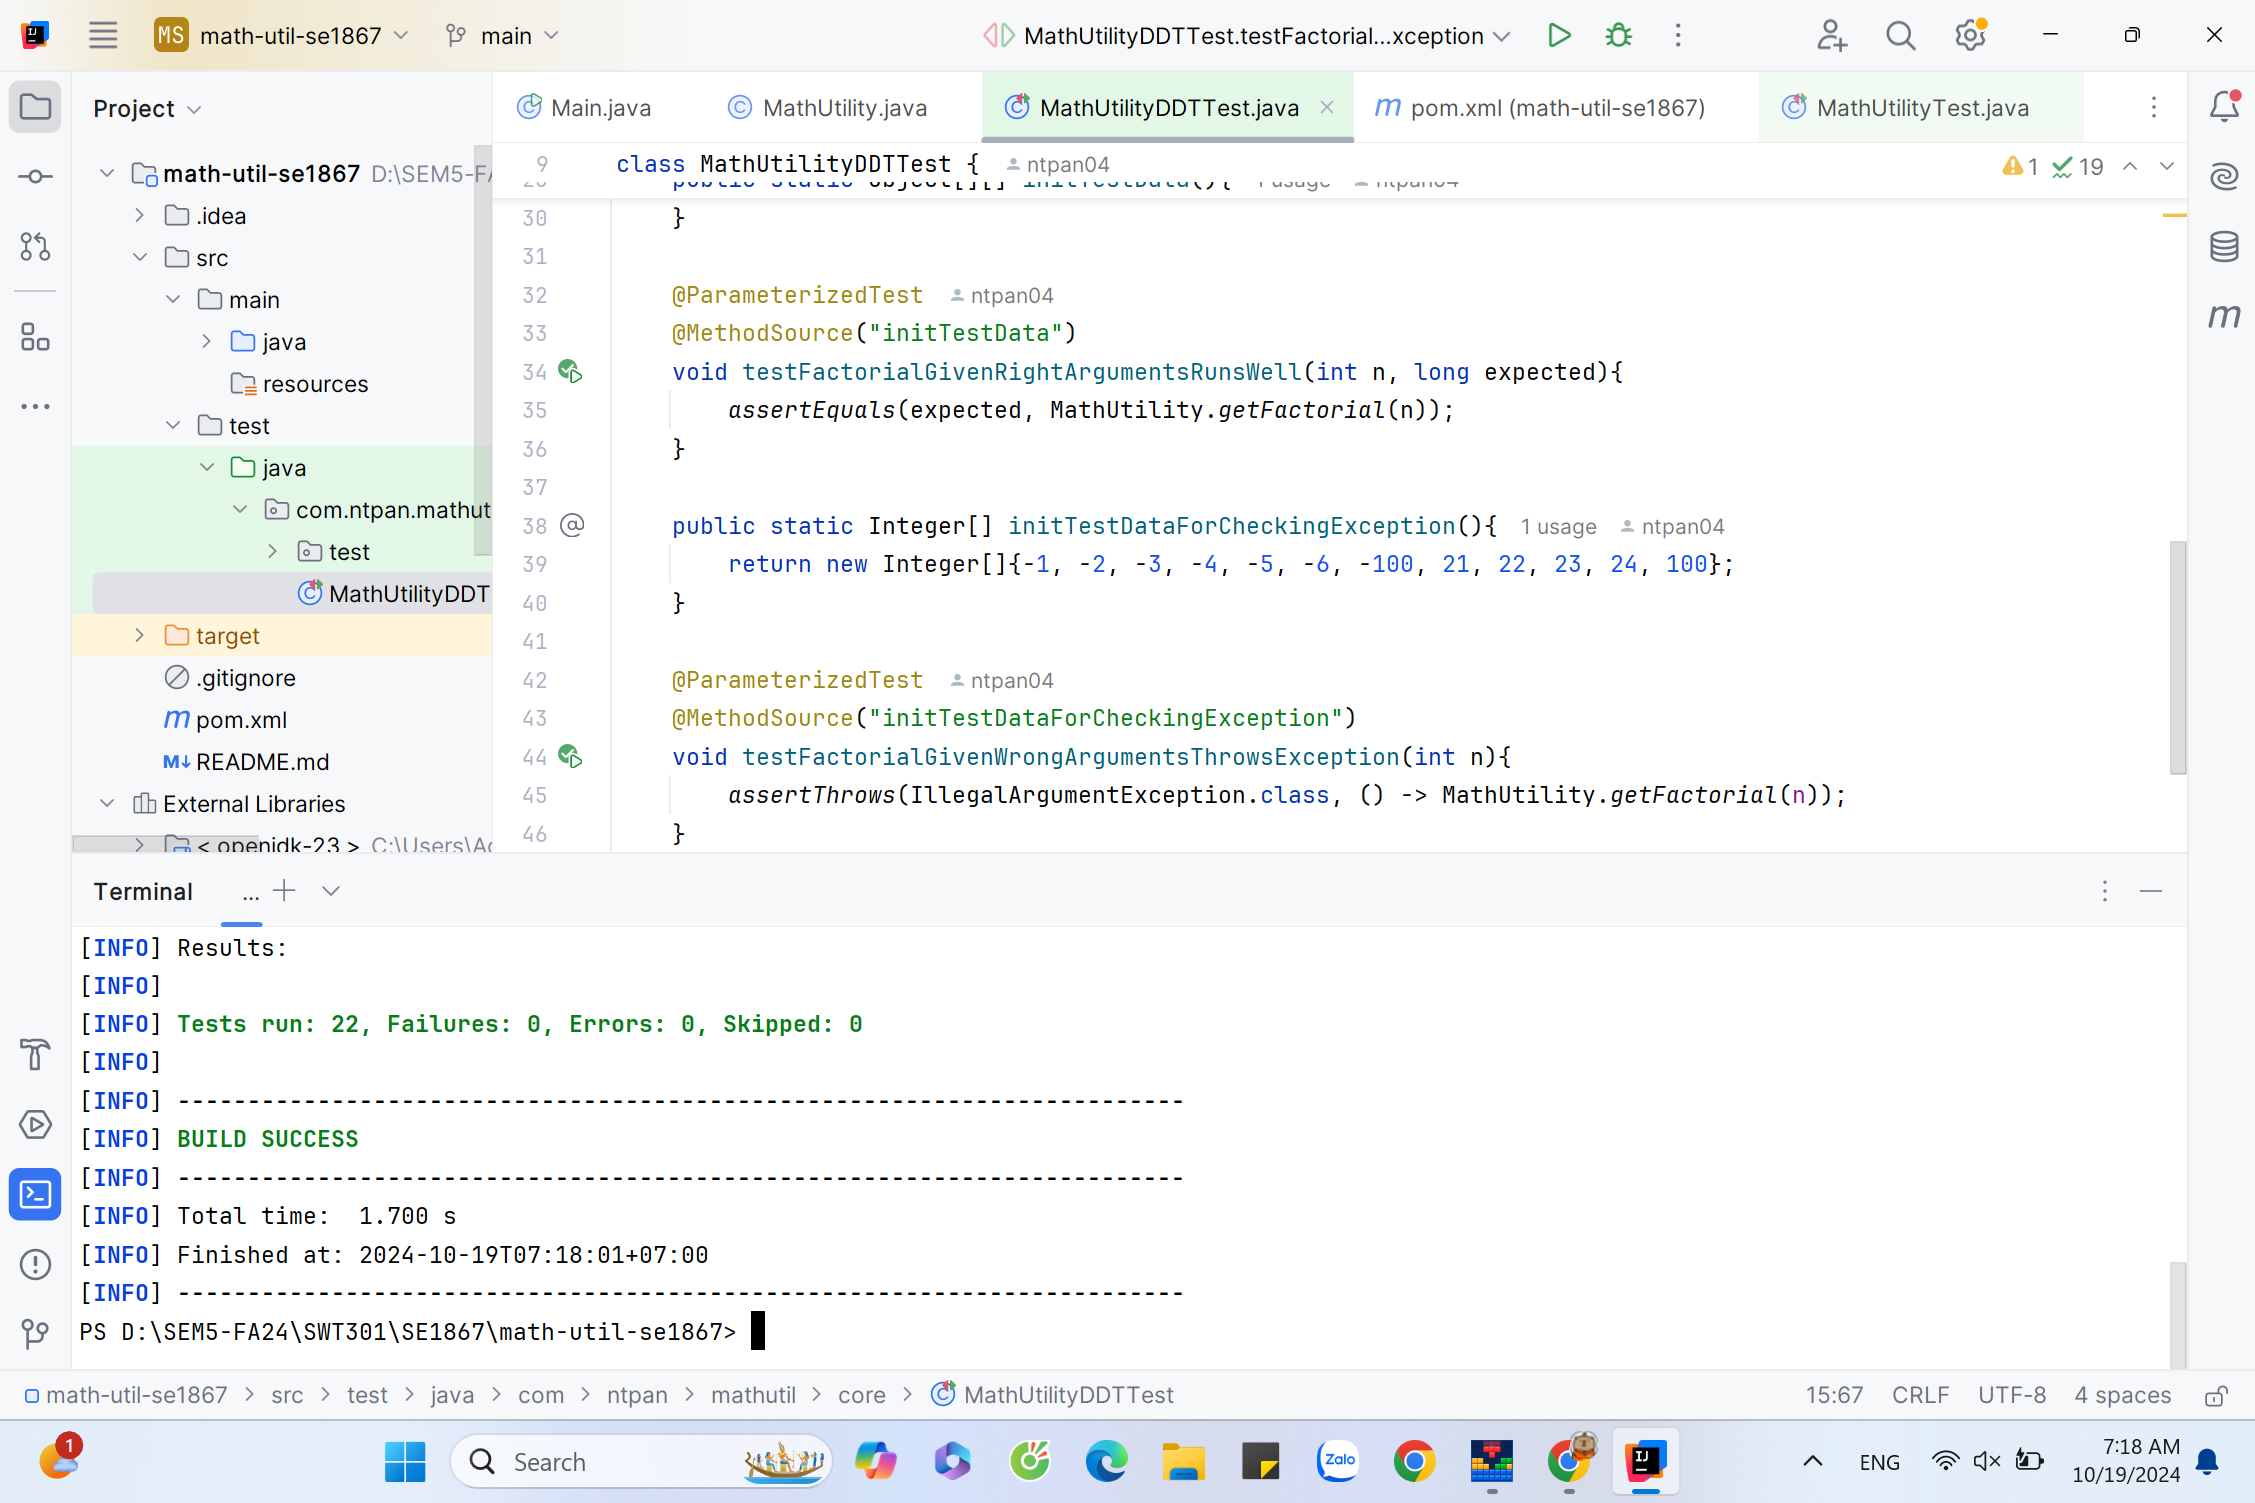 MS math-util-se1867 main MathUtilityDDTTest.testFactorial...xception
Project
Main.java MathUtility.java MathUtilityDDTTest.java pom.xml (math-util-se1867) MathUtilityTest.java
math-util-se1867 D:\SEM5-FA
.idea
src
main
java
resources
test
java
com.ntpan.mathut
test
MathUtilityDDT
target
.gitignore
pom.xml
README.md
External Libraries
< openjdk-23 > C:\Users\Ac
9 class MathUtilityDDTTest { ntpan04
1 19
public static Object[][] initTestData(){ 1 usage ntpan04
30 }
31
32 @ParameterizedTest ntpan04
33 @MethodSource("initTestData")
34 void testFactorialGivenRightArgumentsRunsWell(int n, long expected){
35 assertEquals(expected, MathUtility.getFactorial(n));
36 }
37
38 public static Integer[] initTestDataForCheckingException(){ 1 usage ntpan04
39 return new Integer[]{-1, -2, -3, -4, -5, -6, -100, 21, 22, 23, 24, 100};
40 }
41
42 @ParameterizedTest ntpan04
43 @MethodSource("initTestDataForCheckingException")
44 void testFactorialGivenWrongArgumentsThrowsException(int n){
45 assertThrows(IllegalArgumentException.class, () -> MathUtility.getFactorial(n));
46 }
Terminal ...
[INFO] Results:
[INFO]
[INFO] Tests run: 22, Failures: 0, Errors: 0, Skipped: 0
[INFO]
[INFO] ------------------------------------------------------------------------
[INFO] BUILD SUCCESS
[INFO] ------------------------------------------------------------------------
[INFO] Total time:  1.700 s
[INFO] Finished at: 2024-10-19T07:18:01+07:00
[INFO] ------------------------------------------------------------------------
PS D:\SEM5-FA24\SWT301\SE1867\math-util-se1867>
math-util-se1867 > src > test > java > com > ntpan > mathutil > core > MathUtilityDDTTest
15:67 CRLF UTF-8 4 spaces
1
Search
Zalo
ENG
7:18 AM
10/19/2024